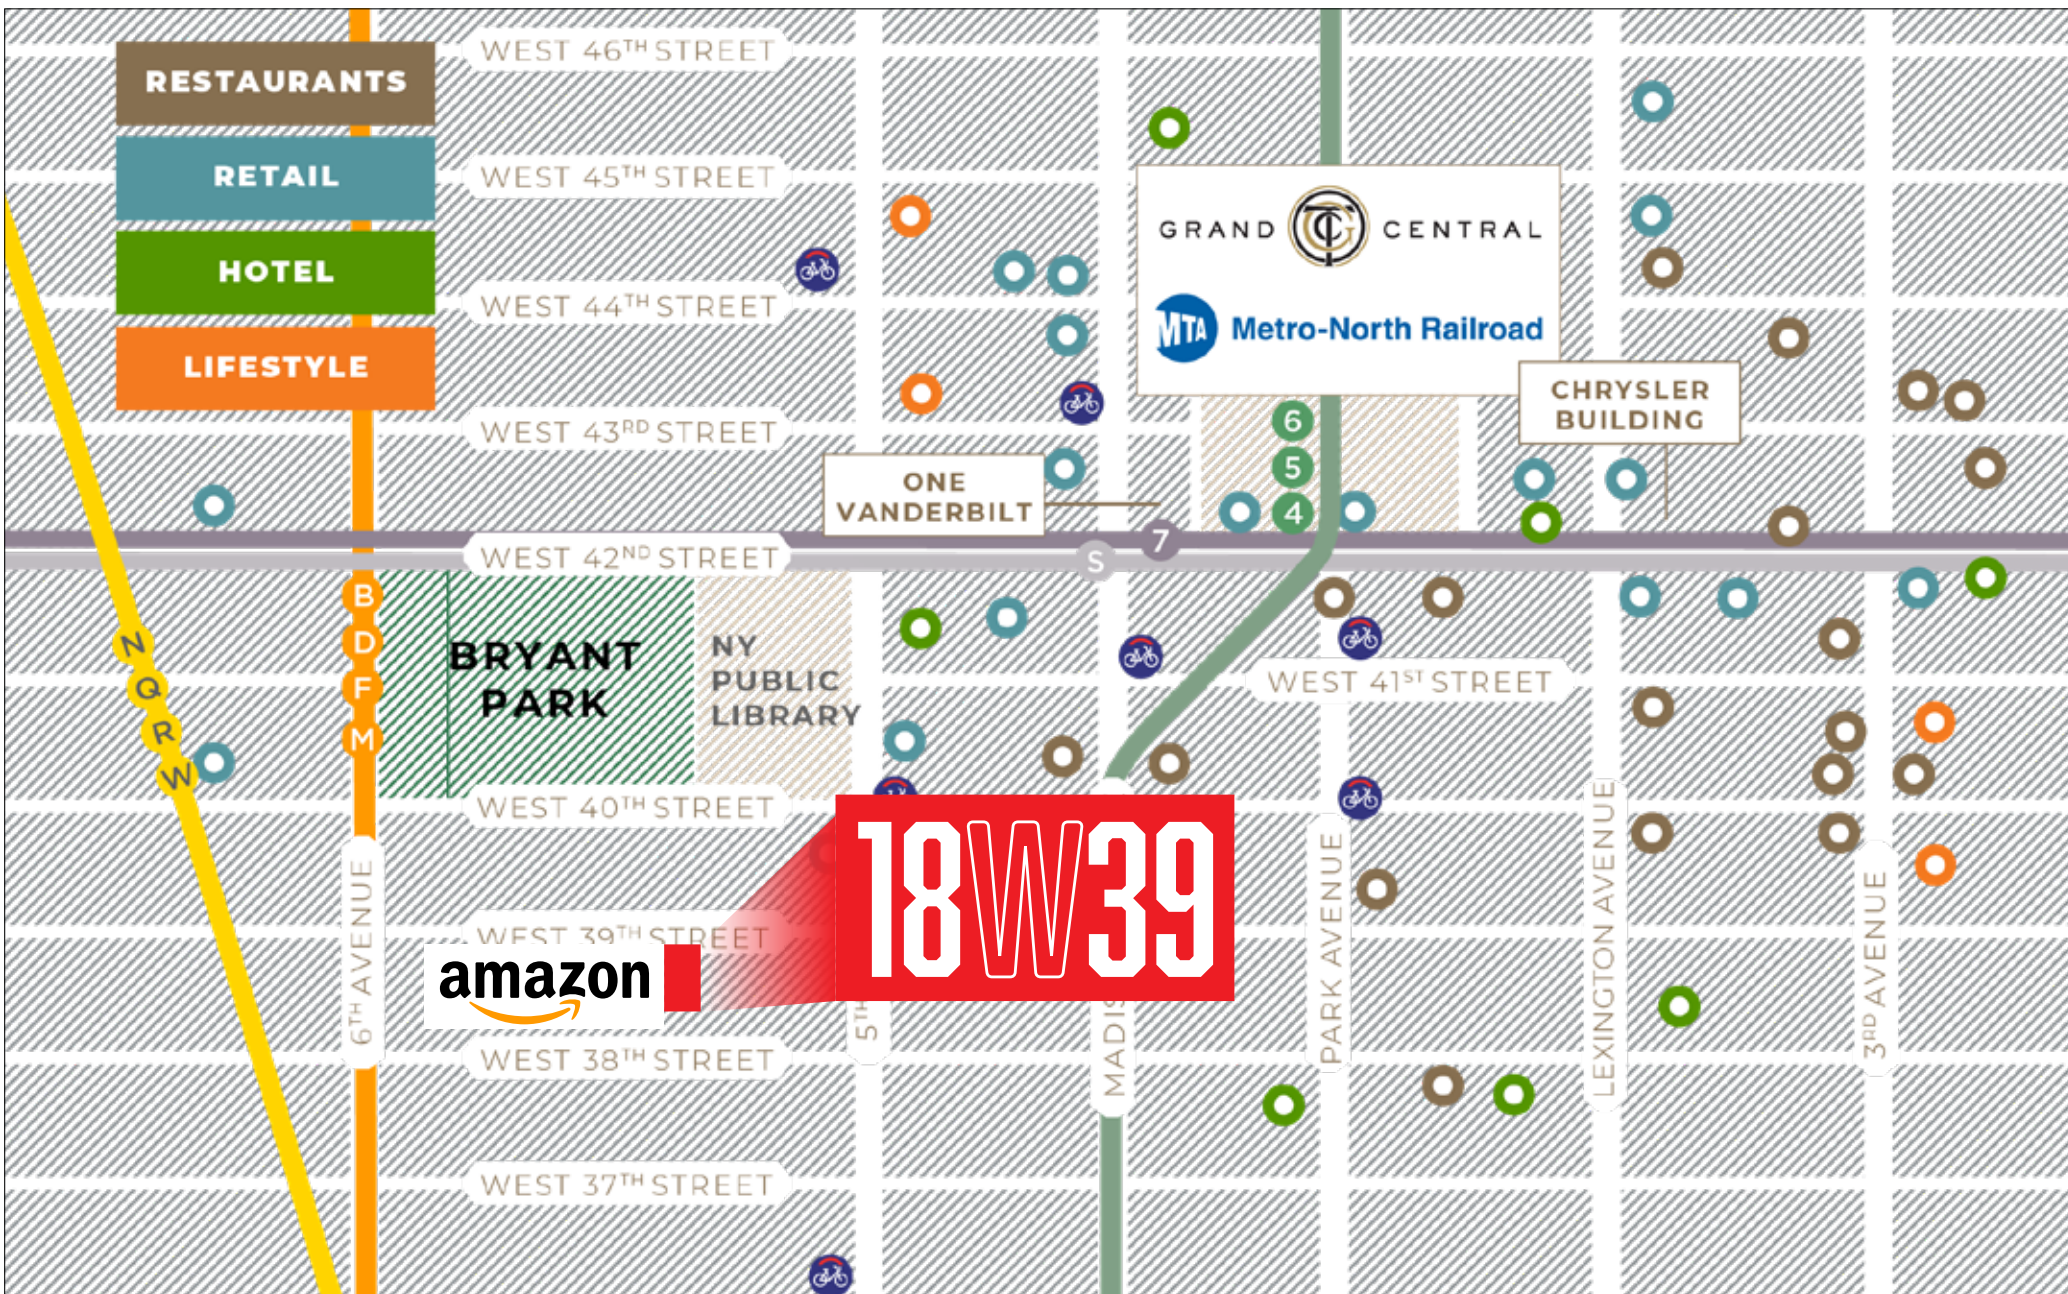 RESTAURANTS
RETAIL
HOTEL
LIFESTYLE
WEST 46TH STREET
WEST 45TH STREET
WEST 44TH STREET
WEST 43RD STREET
WEST 42ND STREET
GRAND TCG CENTRAL
MTA Metro-North Railroad
CHRYSLER
BUILDING
ONE
VANDERBILT
6
5
4
7
S
B
D
F
M
N
Q
R
W
BRYANT
PARK
NY
PUBLIC
LIBRARY
WEST 41ST STREET
WEST 40TH STREET
WEST 39TH STREET
amazon
18W39
WEST 38TH STREET
WEST 37TH STREET
6TH AVENUE
5TH
MADIS
PARK AVENUE
LEXINGTON AVENUE
3RD AVENUE